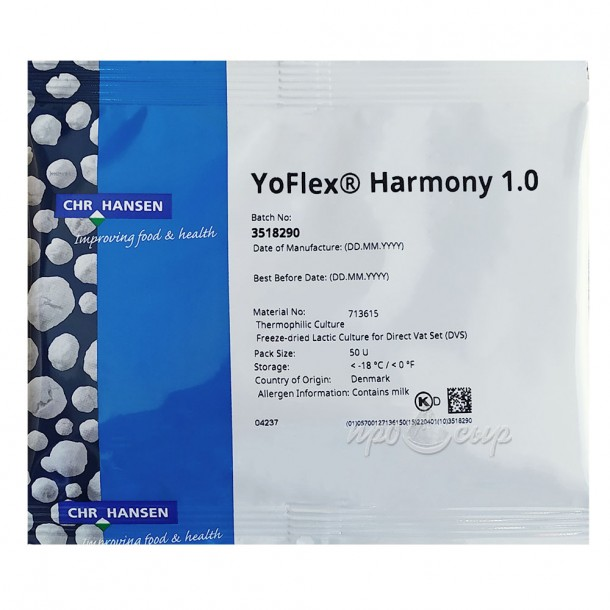 YoFlex® Harmony 1.0
Batch No:
3518290
Date of Manufacture: (DD.MM.YYYY)
Best Before Date: (DD.MM.YYYY)
Material No: 713615
Thermophilic Culture
Freeze-dried Lactic Culture for Direct Vat Set (DVS)
Pack Size: 50 U
Storage: < -18 °C / < 0 °F
Country of Origin: Denmark
Allergen Information: Contains milk
K D
04237 (01)05700127136150(15)220401(10)3518290
про сыр
CHR HANSEN
Improving food & health
CHR HANSEN
Improving food & health